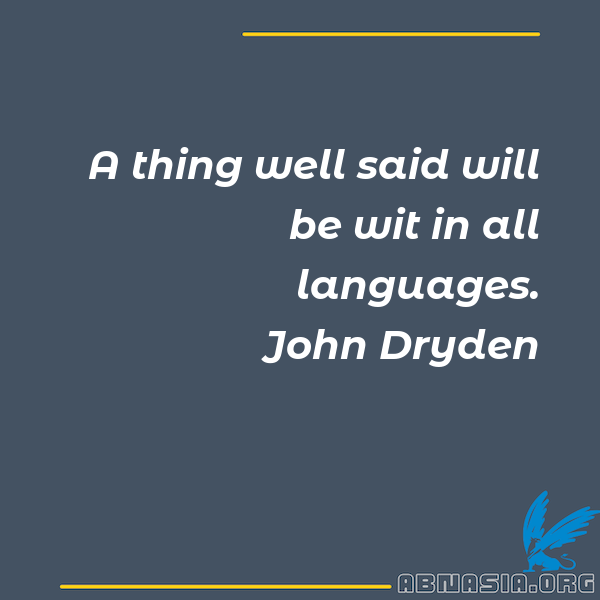 A thing well said will
be wit in all
languages.
John Dryden
ABNASIA.ORG